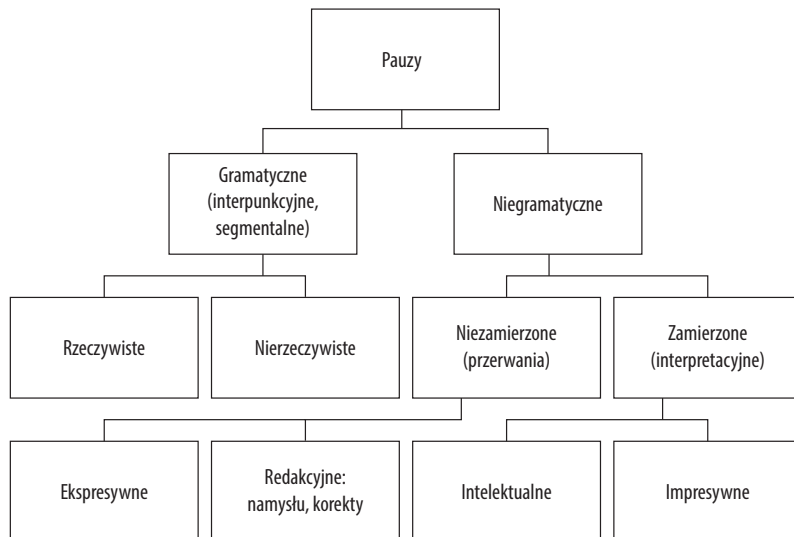 Pauzy
Gramatyczne
(interpunkcyjne,
segmentalne)
Niegramatyczne
Rzeczywiste
Nierzeczywiste
Niezamierzone
(przerwania)
Zamierzone
(interpretacyjne)
Ekspresywne
Redakcyjne:
namysłu, korekty
Intelektualne
Impresywne